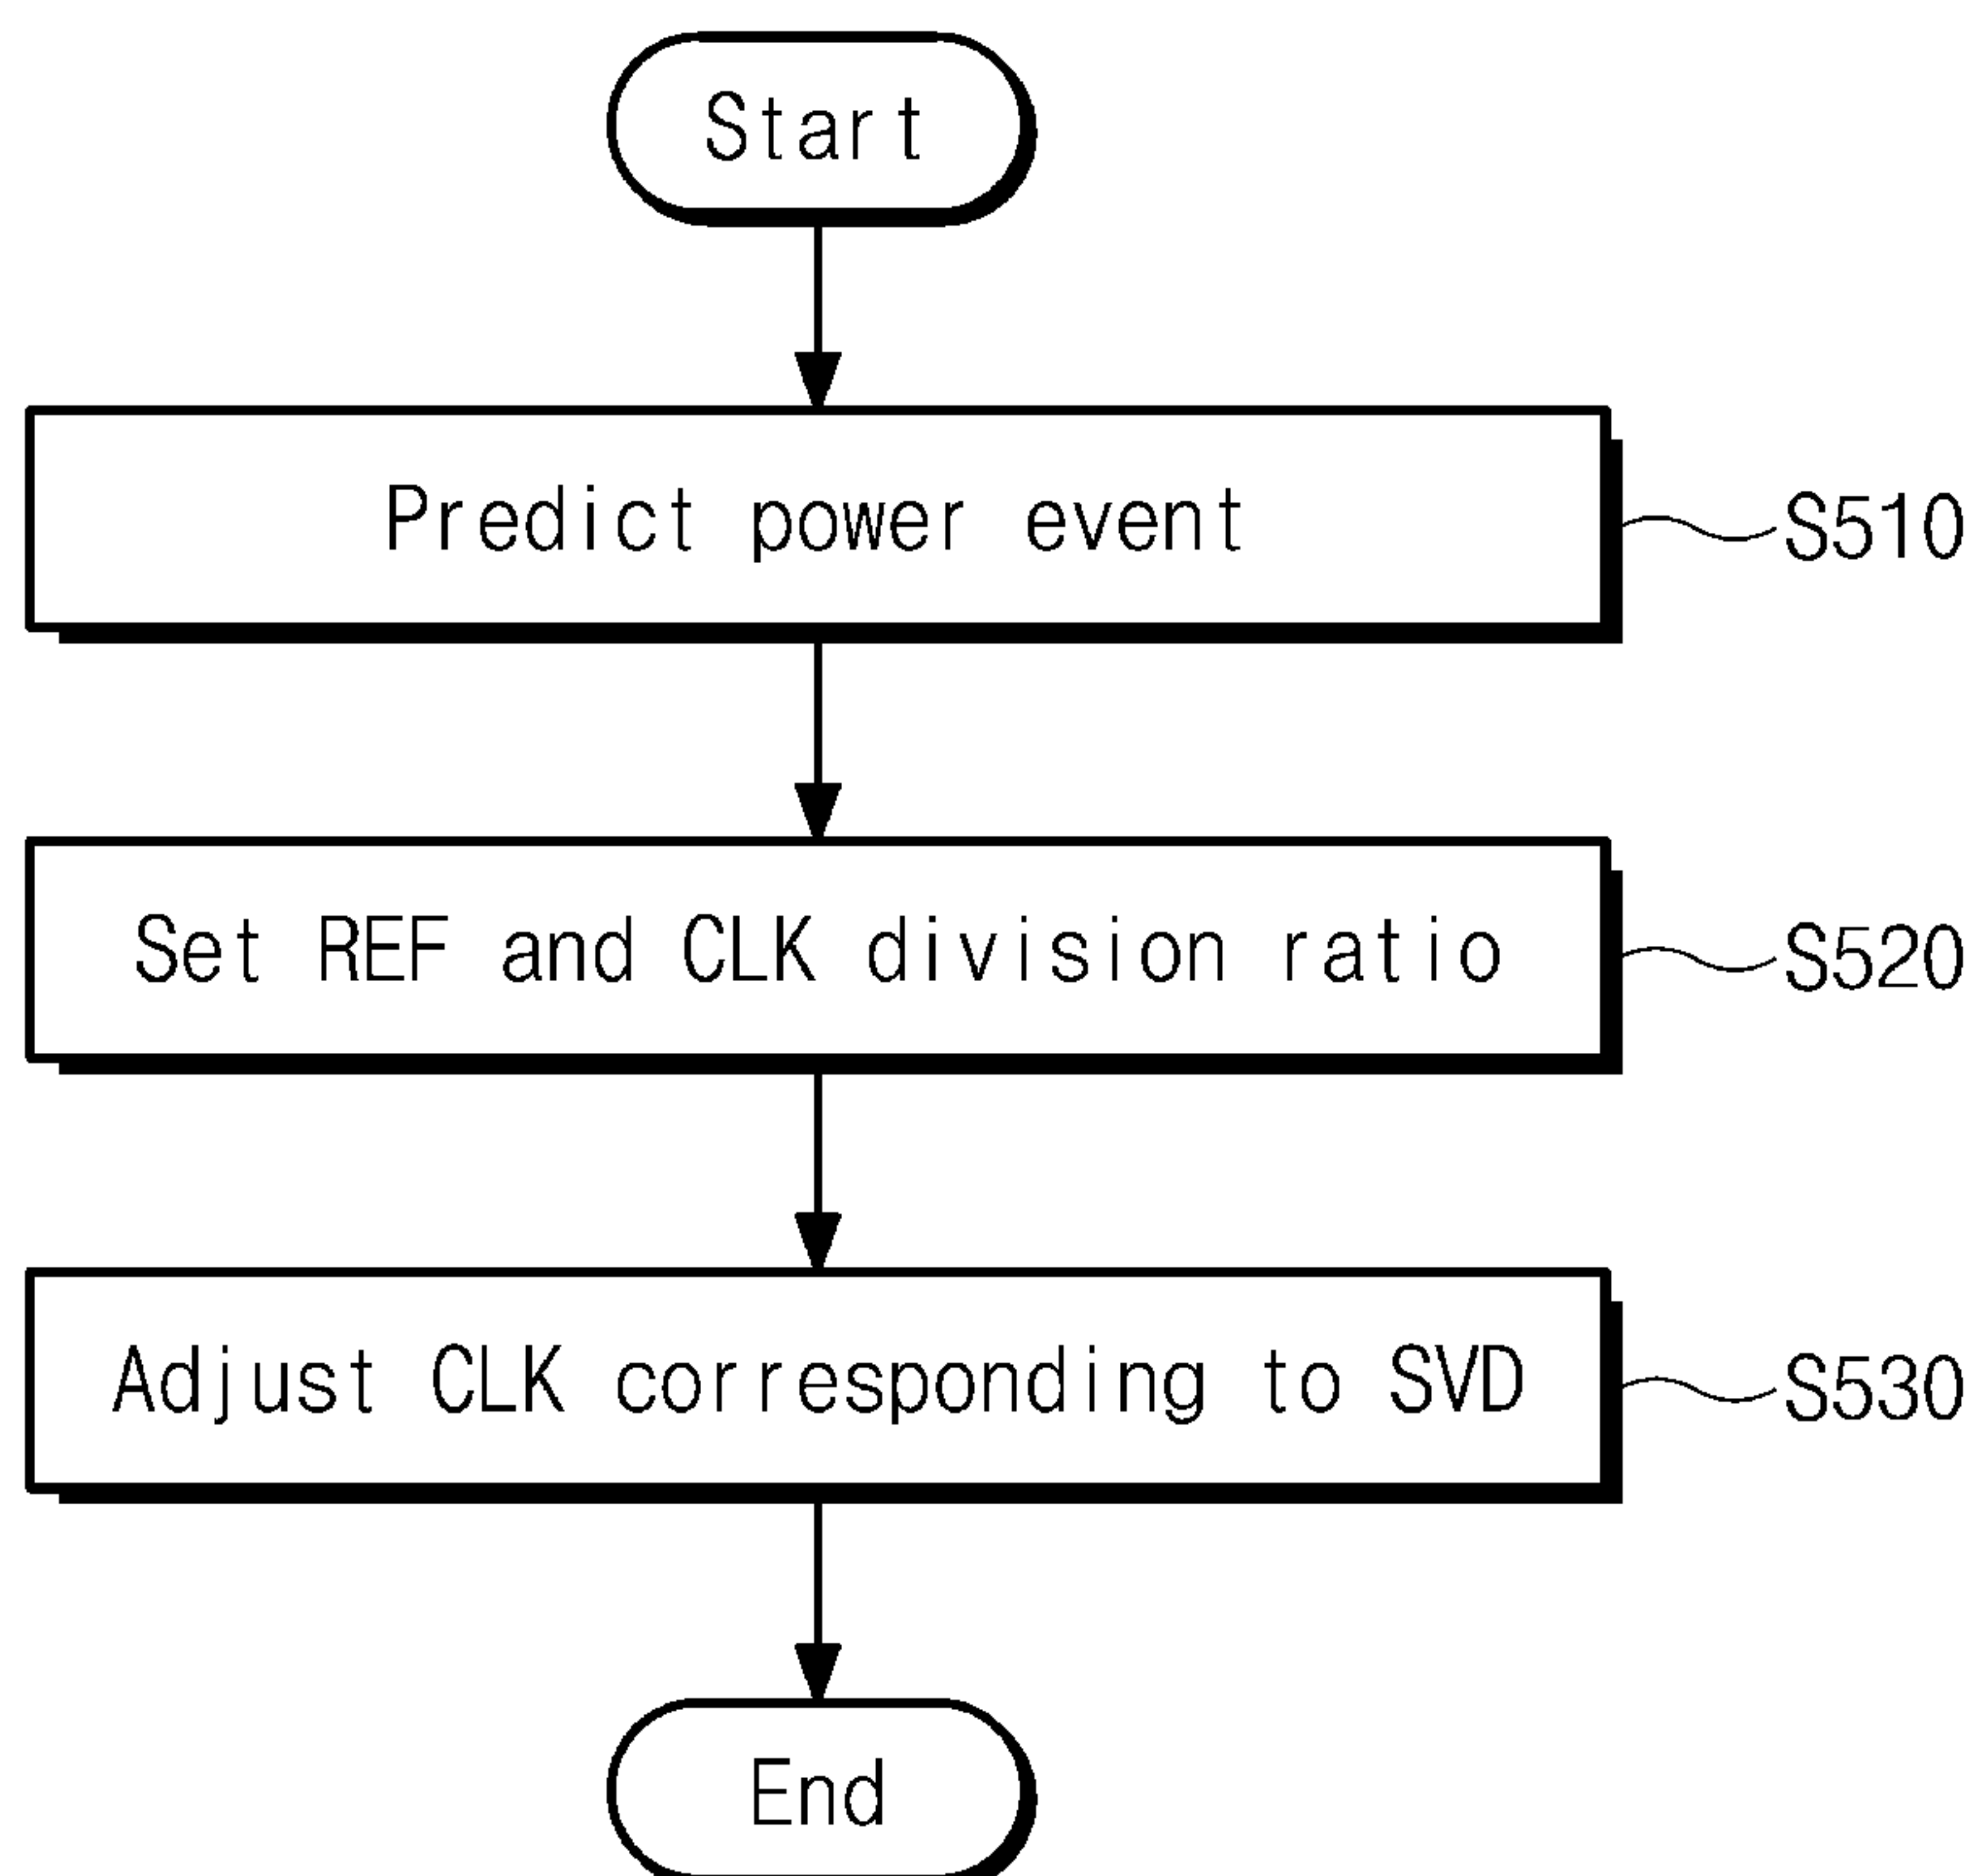 Start
Predict power event
S510
Set REF and CLK division ratio
S520
Adjust CLK corresponding to SVD
S530
End